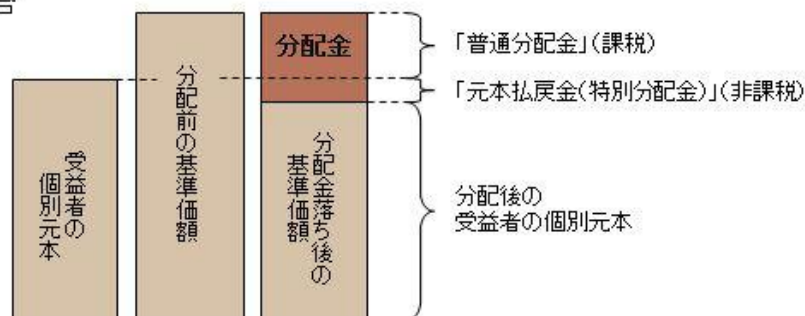 分配金
「普通分配金」(課税)
「元本払戻金(特別分配金)」(非課税)
受益者の
個別元本
分配前の基準価額
分配金落ち後の
基準価額
分配後の
受益者の個別元本